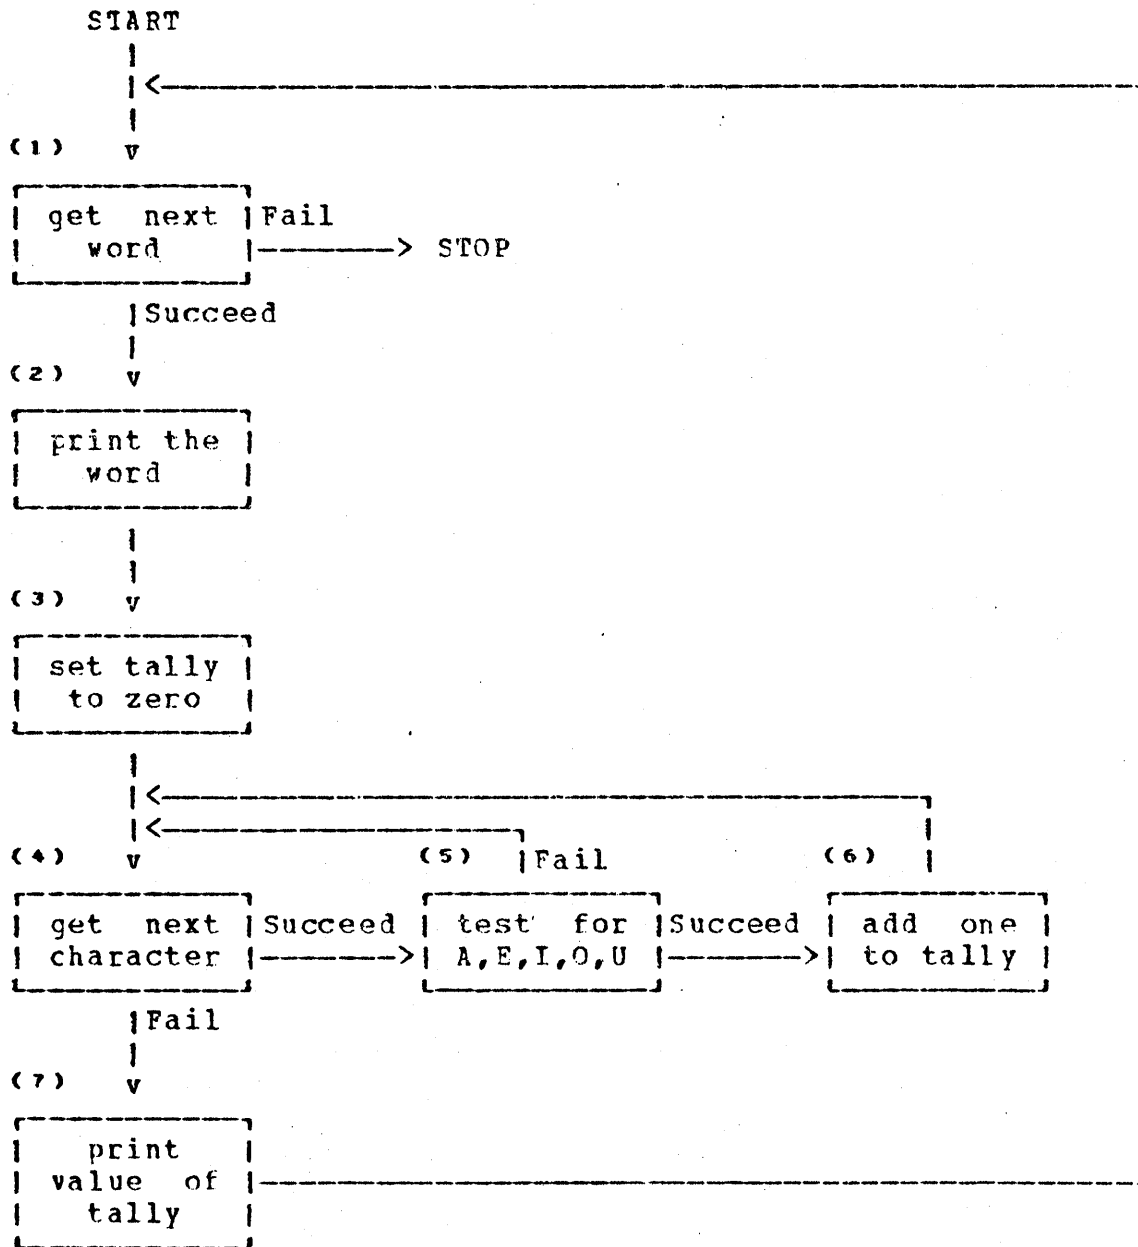 START
(1)
get next Fail
word STOP
Succeed
(2)
print the
word
(3)
set tally
to zero
(4) (5) Fail (6)
get next Succeed test for Succeed add one
character A,E,I,O,U to tally
Fail
(7)
print
value of
tally